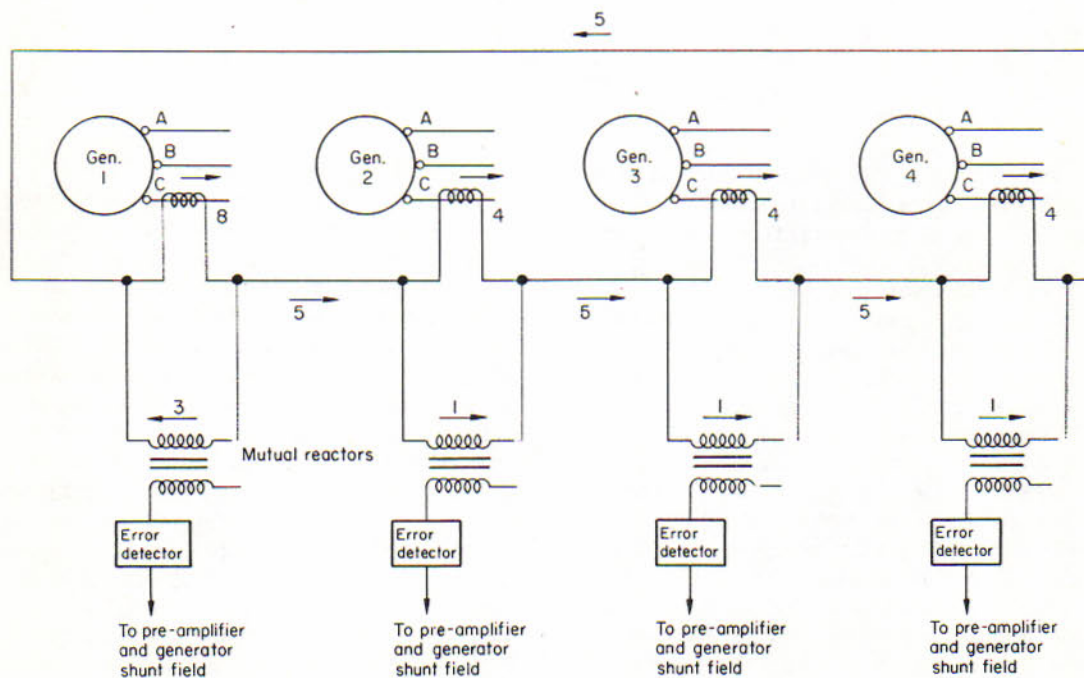 5
A
B
C
Gen.
1
8
A
B
C
Gen.
2
4
A
B
C
Gen.
3
4
A
B
C
Gen.
4
4
5
5
5
3
1
1
1
Mutual reactors
Error
detector
Error
detector
Error
detector
Error
detector
To pre-amplifier
and generator
shunt field
To pre-amplifier
and generator
shunt field
To pre-amplifier
and generator
shunt field
To pre-amplifier
and generator
shunt field